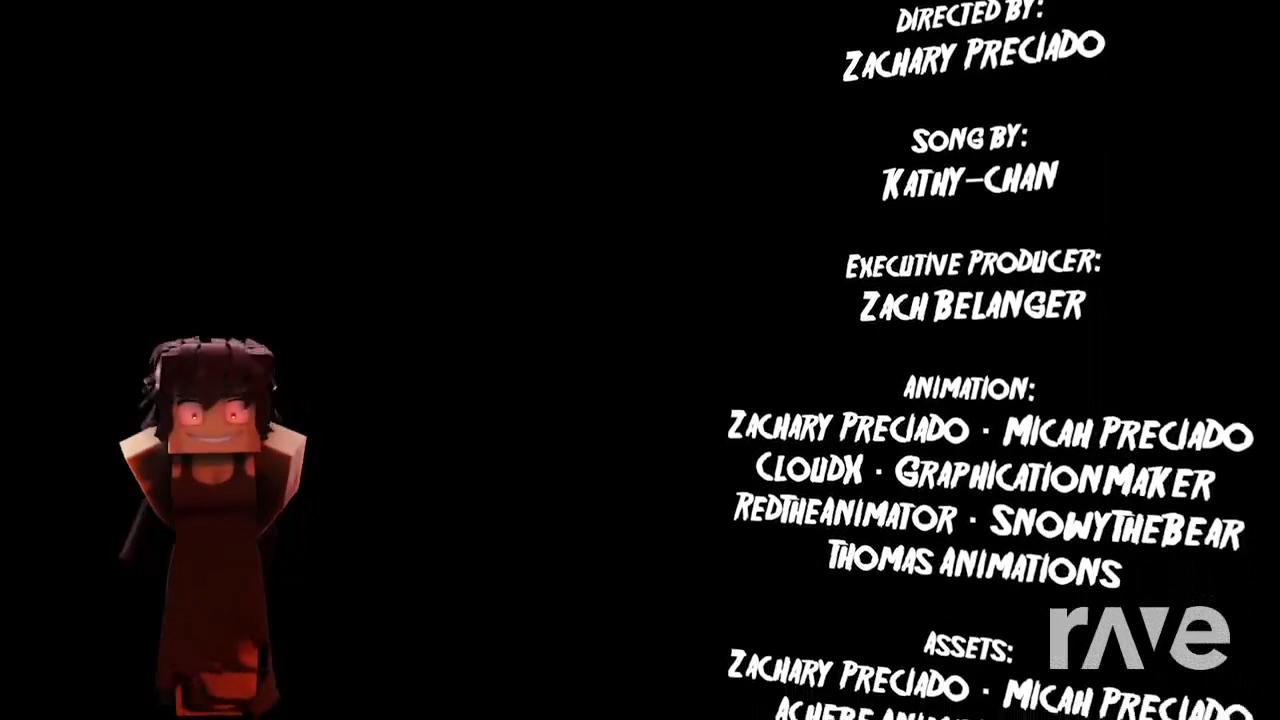 DIRECTED BY:
ZACHARY PRECIADO
SONG BY:
KATHY-CHAN
EXECUTIVE PRODUCER:
ZACH BELANGER
ANIMATION:
ZACHARY PRECIADO · MICAH PRECIADO
CLOUDX · GRAPHICATIONMAKER
REDTHEANIMATOR · SNOWYTHEBEAR
THOMAS ANIMATIONS
ASSETS:
ZACHARY PRECIADO · MICAH PRECIADO
rave